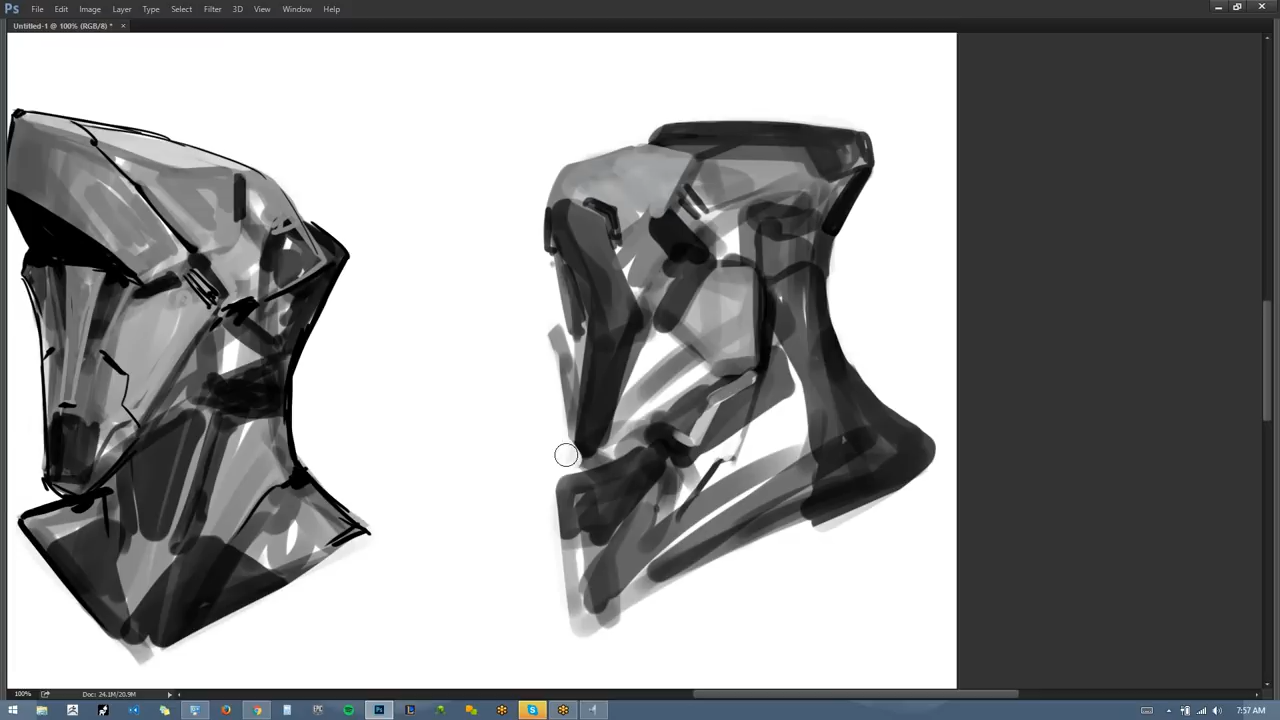 Ps File Edit Image Layer Type Select Filter 3D View Window Help
Untitled-1 @ 100% (RGB/8) * ×
100% Doc: 24.1M/20.9M
7:57 AM